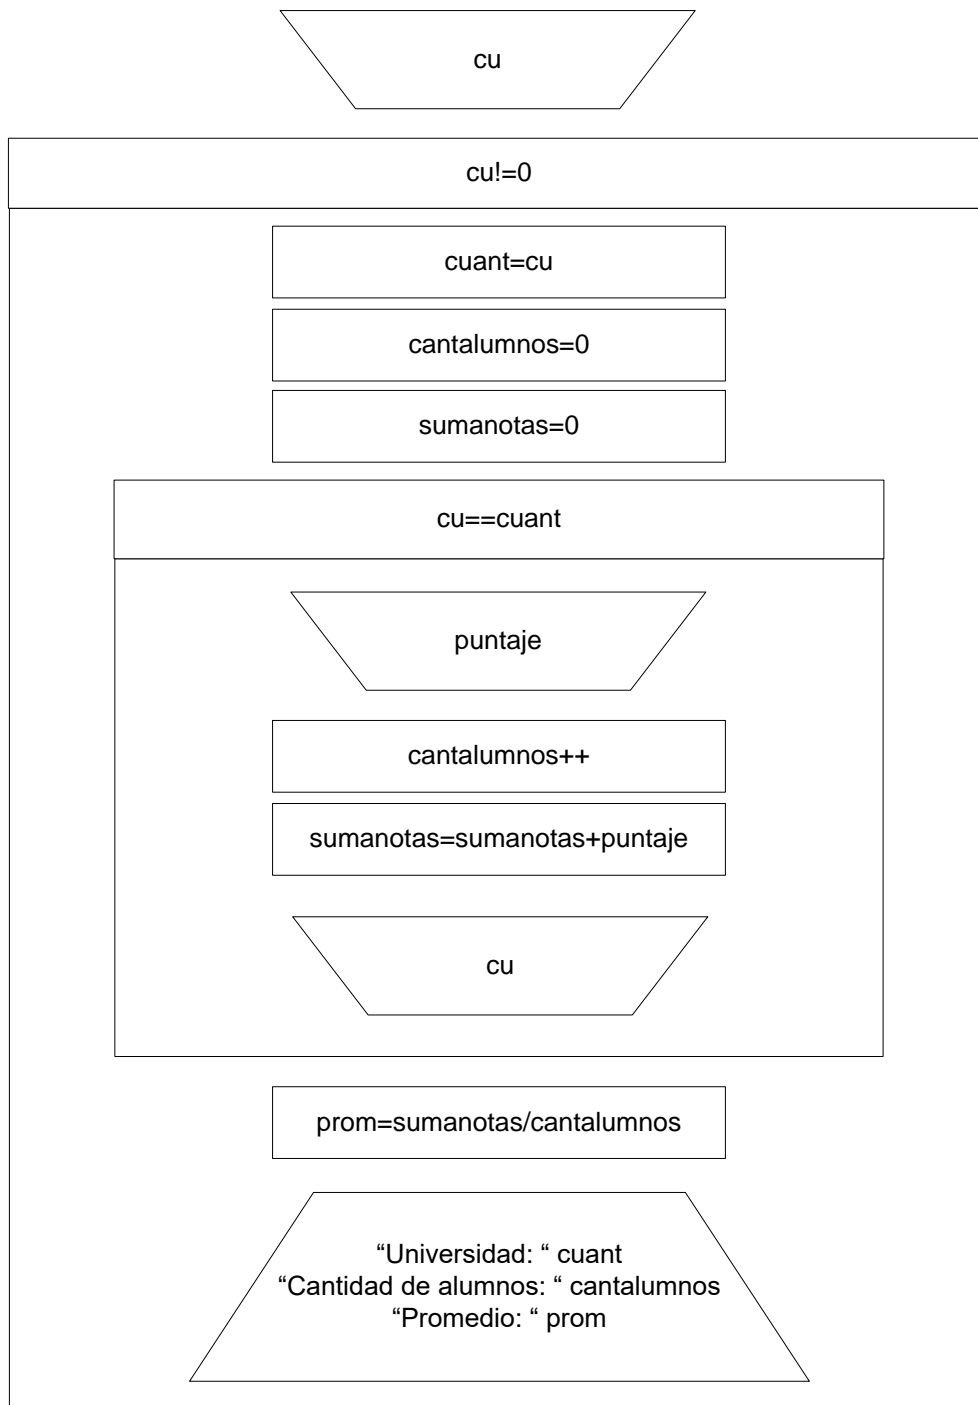 cu
cu!=0
cuant=cu
cantalumnos=0
sumanotas=0
cu==cuant
puntaje
cantalumnos++
sumanotas=sumanotas+puntaje
cu
prom=sumanotas/cantalumnos
“Universidad: “ cuant
“Cantidad de alumnos: “ cantalumnos
“Promedio: “ prom